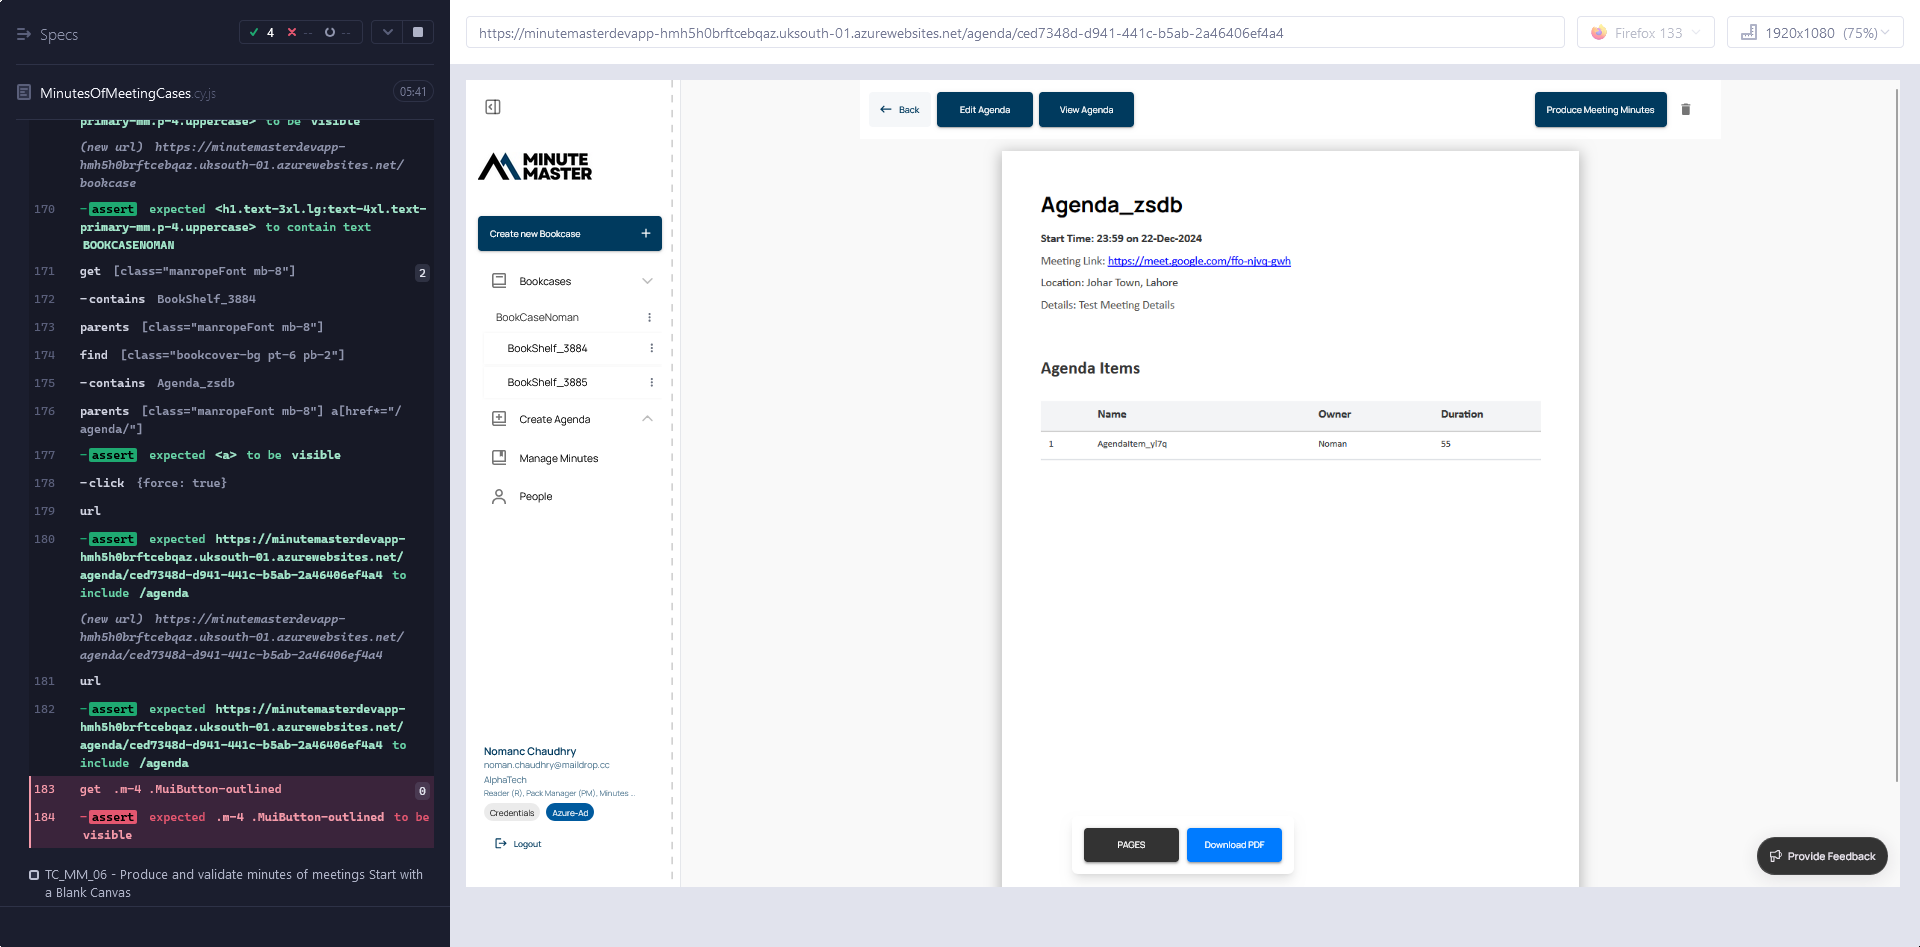 Specs
4
--
--
https://minutemasterdevapp-hmh5h0brftcebqaz.uksouth-01.azurewebsites.net/agenda/ced7348d-d941-441c-b5ab-2a46406ef4a4
Firefox 133
1920x1080 (75%)
MinutesOfMeetingCases.cy.js
05:41
primary-mm.p-4.uppercase> to be visible
(new url) https://minutemasterdevapp-
hmh5h0brftcebqaz.uksouth-01.azurewebsites.net/
bookcase
170 -assert expected <h1.text-3xl.lg:text-4xl.text-
primary-mm.p-4.uppercase> to contain text
BOOKCASENOMAN
171 get [class="manropeFont mb-8"] 2
172 -contains BookShelf_3884
173 parents [class="manropeFont mb-8"]
174 find [class="bookcover-bg pt-6 pb-2"]
175 -contains Agenda_zsdb
176 parents [class="manropeFont mb-8"] a[href*="/
agenda/"]
177 -assert expected <a> to be visible
178 -click {force: true}
179 url
180 -assert expected https://minutemasterdevapp-
hmh5h0brftcebqaz.uksouth-01.azurewebsites.net/
agenda/ced7348d-d941-441c-b5ab-2a46406ef4a4 to
include /agenda
(new url) https://minutemasterdevapp-
hmh5h0brftcebqaz.uksouth-01.azurewebsites.net/
agenda/ced7348d-d941-441c-b5ab-2a46406ef4a4
181 url
182 -assert expected https://minutemasterdevapp-
hmh5h0brftcebqaz.uksouth-01.azurewebsites.net/
agenda/ced7348d-d941-441c-b5ab-2a46406ef4a4 to
include /agenda
183 get .m-4 .MuiButton-outlined 0
184 -assert expected .m-4 .MuiButton-outlined to be
visible
TC_MM_06 - Produce and validate minutes of meetings Start with
a Blank Canvas
MINUTE
MASTER
Create new Bookcase +
Bookcases
BookCaseNoman
BookShelf_3884
BookShelf_3885
Create Agenda
Manage Minutes
People
Nomanc Chaudhry
noman.chaudhry@maildrop.cc
AlphaTech
Reader (R), Pack Manager (PM), Minutes ..
Credentials Azure-Ad
Logout
Back Edit Agenda View Agenda Produce Meeting Minutes
Agenda_zsdb
Start Time: 23:59 on 22-Dec-2024
Meeting Link: https://meet.google.com/ffo-njvq-gwh
Location: Johar Town, Lahore
Details: Test Meeting Details
Agenda Items
Name Owner Duration
1 AgendaItem_yl7q Noman 55
PAGES Download PDF
Provide Feedback